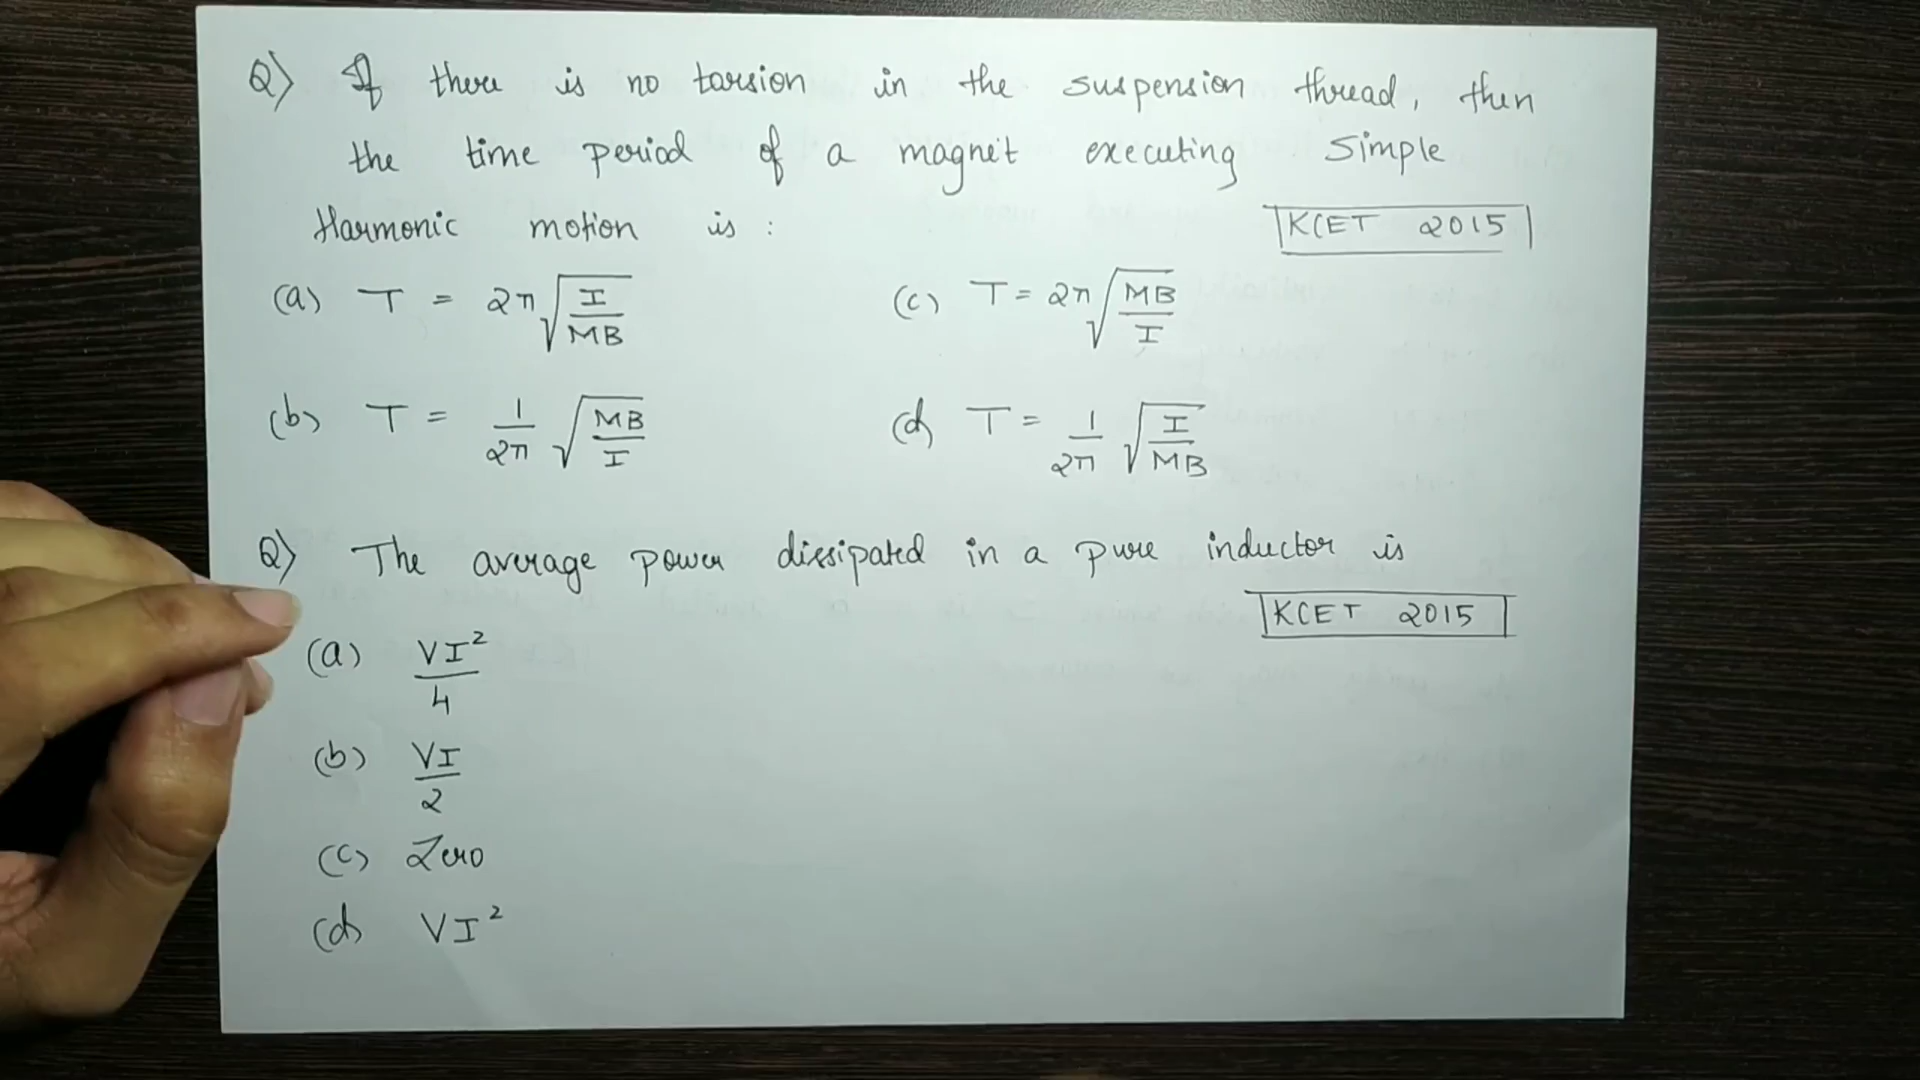 Q) If there is no torsion in the suspension thread, then
the time period of a magnet executing Simple
Harmonic motion is :
KCET 2015
(a) T = 2π√(I/MB)
(c) T = 2π√(MB/I)
(b) T = 1/2π √(MB/I)
(d) T = 1/2π √(I/MB)
Q) The average power dissipated in a pure inductor is
KCET 2015
(a) VI²/4
(b) VI/2
(c) Zero
(d) VI²